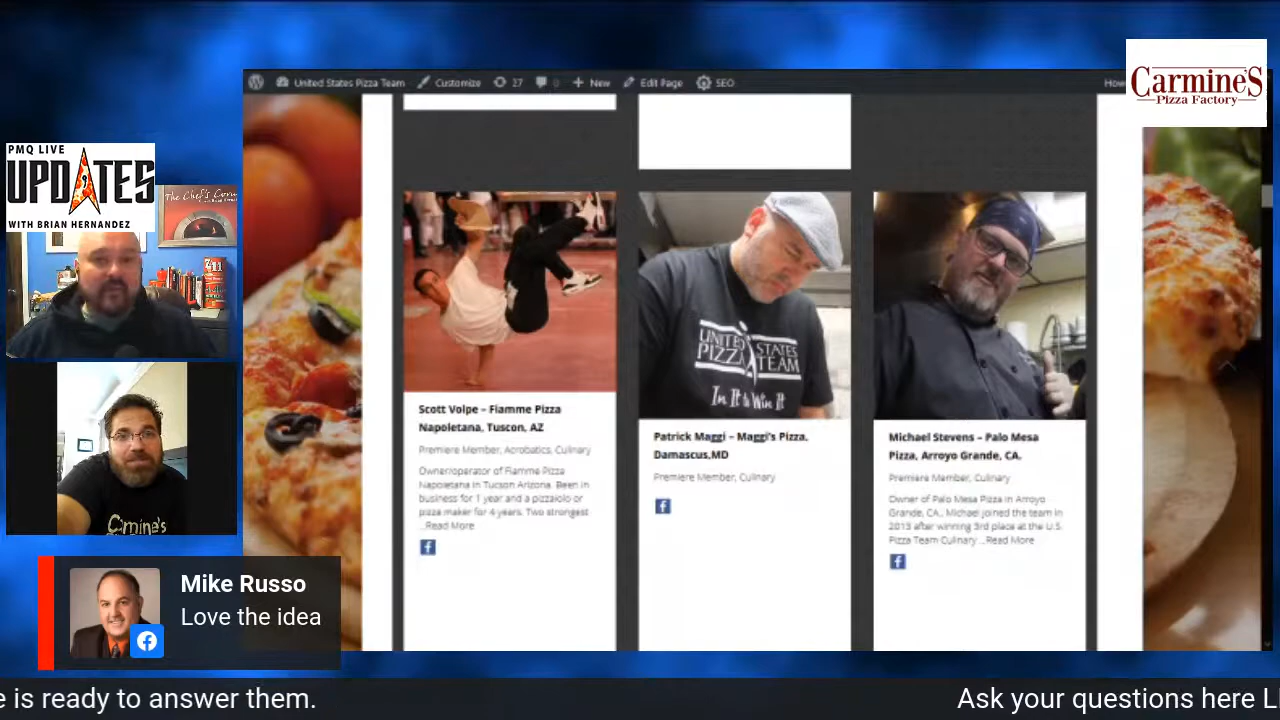 PMQ LIVE
UPDATES
WITH BRIAN HERNANDEZ
The Chef's Corner
United States Pizza Team
Customize
27
0
New
Edit Page
SEO
How
Carmine's
Pizza Factory
UNITED STATES
PIZZA TEAM
In It to Win It
Scott Volpe – Fiamme Pizza
Napoletana, Tuscon, AZ
Premiere Member, Acrobatics, Culinary
Owner/operator of Fiamme Pizza
Napoletana in Tucson Arizona. Been in
business for 1 year and a pizzaiolo or
pizza maker for 4 years. Two strongest
...Read More
Patrick Maggi – Maggi's Pizza,
Damascus,MD
Premiere Member, Culinary
Michael Stevens – Palo Mesa
Pizza, Arroyo Grande, CA.
Premiere Member, Culinary
Owner of Palo Mesa Pizza in Arroyo
Grande, CA., Michael joined the team in
2013 after winning 3rd place at the U.S.
Pizza Team Culinary ...Read More
Carmine's
Mike Russo
Love the idea
e is ready to answer them.
Ask your questions here Li